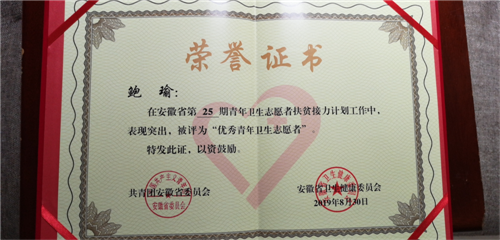 荣誉证书
鲍 瑜：
在安徽省第 25 期青年卫生志愿者扶贫接力计划工作中，
表现突出，被评为“优秀青年卫生志愿者”。
特发此证，以资鼓励。
共青团安徽省委员会
安徽省卫生健康委员会
2019年8月30日